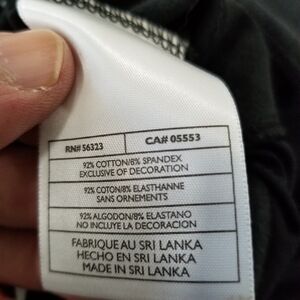 RN# 56323
CA# 05553
92% COTTON/8% SPANDEX
EXCLUSIVE OF DECORATION
92% COTON/8% ELASTHANNE
SANS ORNEMENTS
92% ALGODON/8% ELASTANO
NO INCLUYE LA DECORACION
FABRIQUE AU SRI LANKA
HECHO EN SRI LANKA
MADE IN SRI LANKA